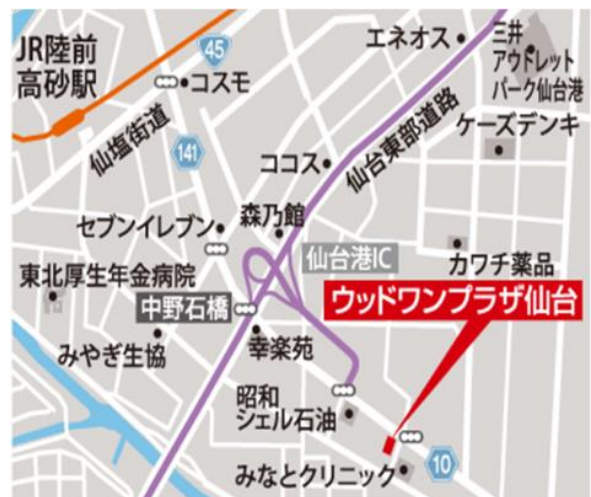 JR陸前
高砂駅
45
コスモ
エネオス
三井
アウトレット
パーク仙台港
仙塩街道
141
ココス
仙台東部道路
ケーズデンキ
セブンイレブン
森乃館
仙台港IC
カワチ薬品
東北厚生年金病院
中野石橋
ウッドワンプラザ仙台
みやぎ生協
幸楽苑
昭和
シェル石油
みなとクリニック
10